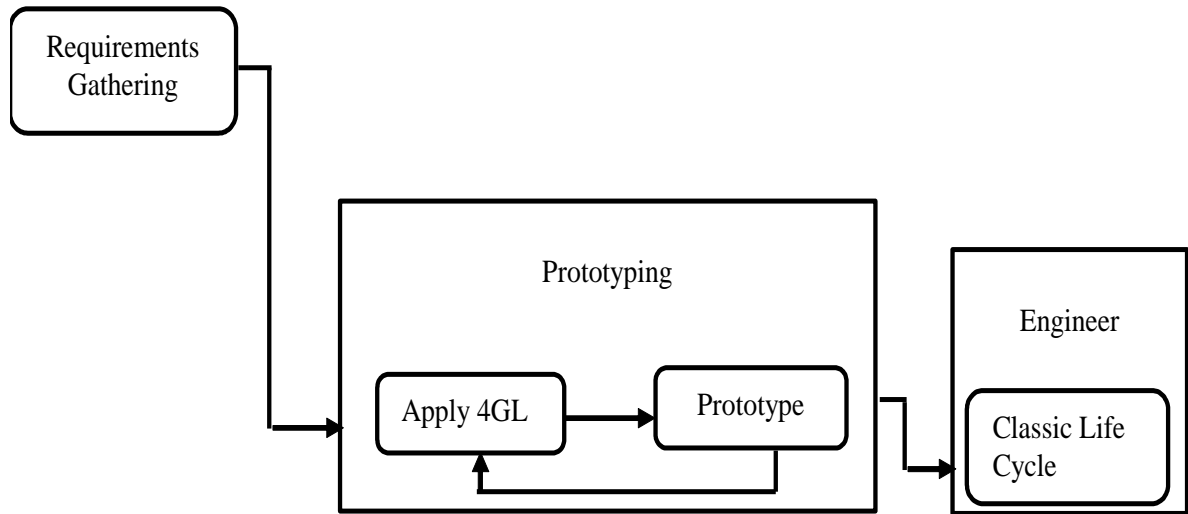 Requirements
Gathering
Prototyping
Apply 4GL
Prototype
Engineer
Classic Life
Cycle